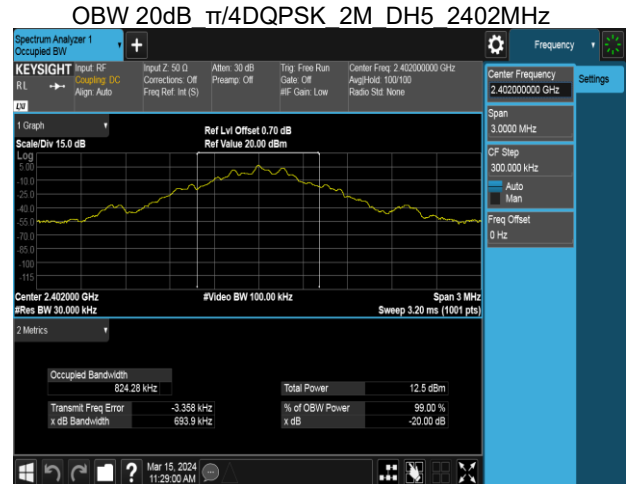 OBW 20dB_π/4DQPSK_2M_DH5_2402MHz
Spectrum Analyzer 1
Occupied BW
Frequency
KEYSIGHT
RL
Input: RF
Coupling: DC
Align: Auto
Input Z: 50 Ω
Corrections: Off
Freq Ref: Int (S)
Atten: 30 dB
Preamp: Off
Trig: Free Run
Gate: Off
#IF Gain: Low
Center Freq: 2.402000000 GHz
Avg|Hold: 100/100
Radio Std: None
Center Frequency
2.402000000 GHz
Settings
Span
3.0000 MHz
CF Step
300.000 kHz
Auto
Man
Freq Offset
0 Hz
1 Graph
Scale/Div 15.0 dB
Ref Lvl Offset 0.70 dB
Ref Value 20.00 dBm
Log
5.00
-10.0
-25.0
-40.0
-55.0
-70.0
-85.0
-100
-115
Center 2.402000 GHz
#Res BW 30.000 kHz
#Video BW 100.00 kHz
Span 3 MHz
Sweep 3.20 ms (1001 pts)
2 Metrics
Occupied Bandwidth
824.28 kHz
Total Power 12.5 dBm
Transmit Freq Error -3.358 kHz
% of OBW Power 99.00 %
x dB Bandwidth 693.9 kHz
x dB -20.00 dB
?
Mar 15, 2024
11:29:00 AM